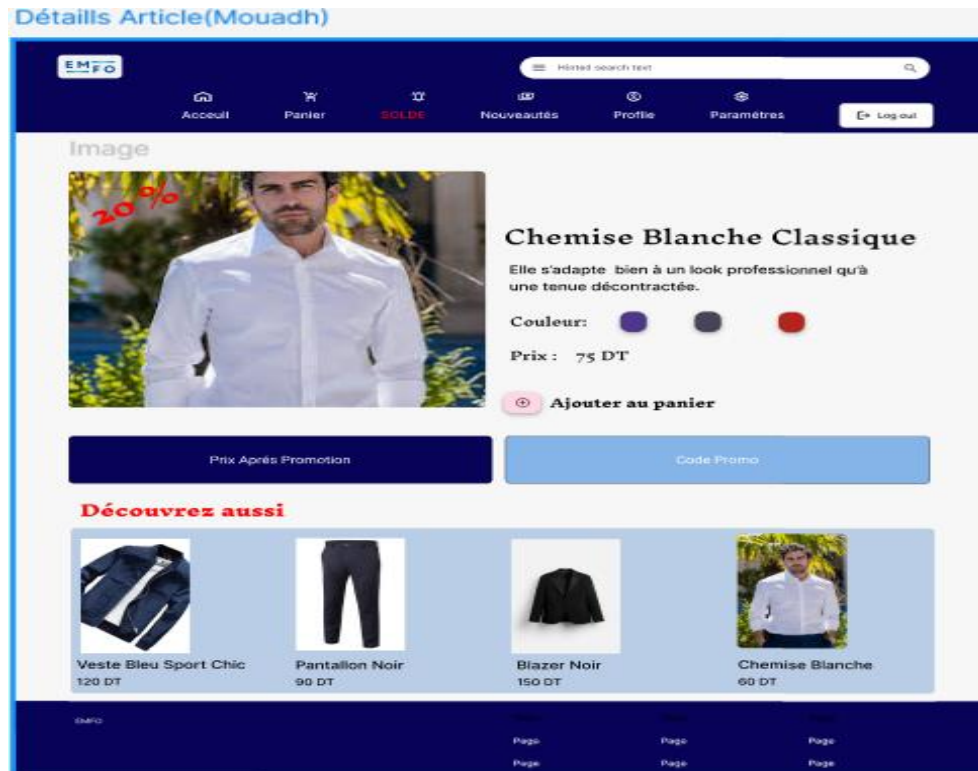 Détaills Article(Mouadh)
EMFO
Hinted search text
Acceuil Panier SOLDE Nouveautés Profile Paramétres Log out
Image
20 %
Chemise Blanche Classique
Elle s'adapte bien à un look professionnel qu'à
une tenue décontractée.
Couleur:
Prix : 75 DT
Ajouter au panier
Prix Aprés Promotion Code Promo
Découvrez aussi
Veste Bleu Sport Chic Pantallon Noir Blazer Noir Chemise Blanche
120 DT 90 DT 150 DT 60 DT
EMFO
Page Page Page
Page Page Page